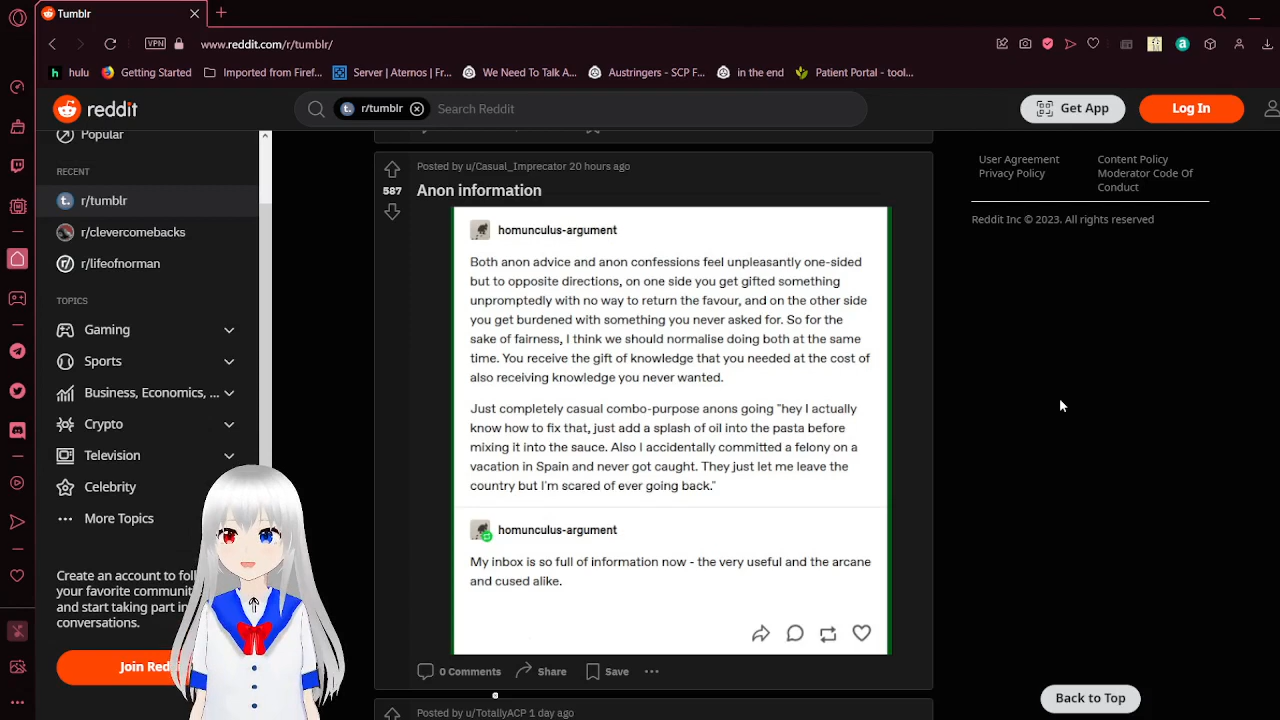 Tumblr
VPN
www.reddit.com/r/tumblr/
hulu
Getting Started
Imported from Firef...
Server | Aternos | Fr...
We Need To Talk A...
Austringers - SCP F...
in the end
Patient Portal - tool...
reddit
r/tumblr
Search Reddit
Get App
Log In
Popular
RECENT
r/tumblr
r/clevercomebacks
r/lifeofnorman
TOPICS
Gaming
Sports
Business, Economics, ...
Crypto
Television
Celebrity
More Topics
Create an account to fol
your favorite communit
and start taking part in
conversations.
Join Red
Posted by u/Casual_Imprecator 20 hours ago
587
Anon information
homunculus-argument
Both anon advice and anon confessions feel unpleasantly one-sided
but to opposite directions, on one side you get gifted something
unpromptedly with no way to return the favour, and on the other side
you get burdened with something you never asked for. So for the
sake of fairness, I think we should normalise doing both at the same
time. You receive the gift of knowledge that you needed at the cost of
also receiving knowledge you never wanted.
Just completely casual combo-purpose anons going "hey I actually
know how to fix that, just add a splash of oil into the pasta before
mixing it into the sauce. Also I accidentally committed a felony on a
vacation in Spain and never got caught. They just let me leave the
country but I'm scared of ever going back."
homunculus-argument
My inbox is so full of information now - the very useful and the arcane
and cused alike.
0 Comments
Share
Save
Posted by u/TotallyACP 1 day ago
User Agreement
Privacy Policy
Content Policy
Moderator Code Of
Conduct
Reddit Inc © 2023. All rights reserved
Back to Top